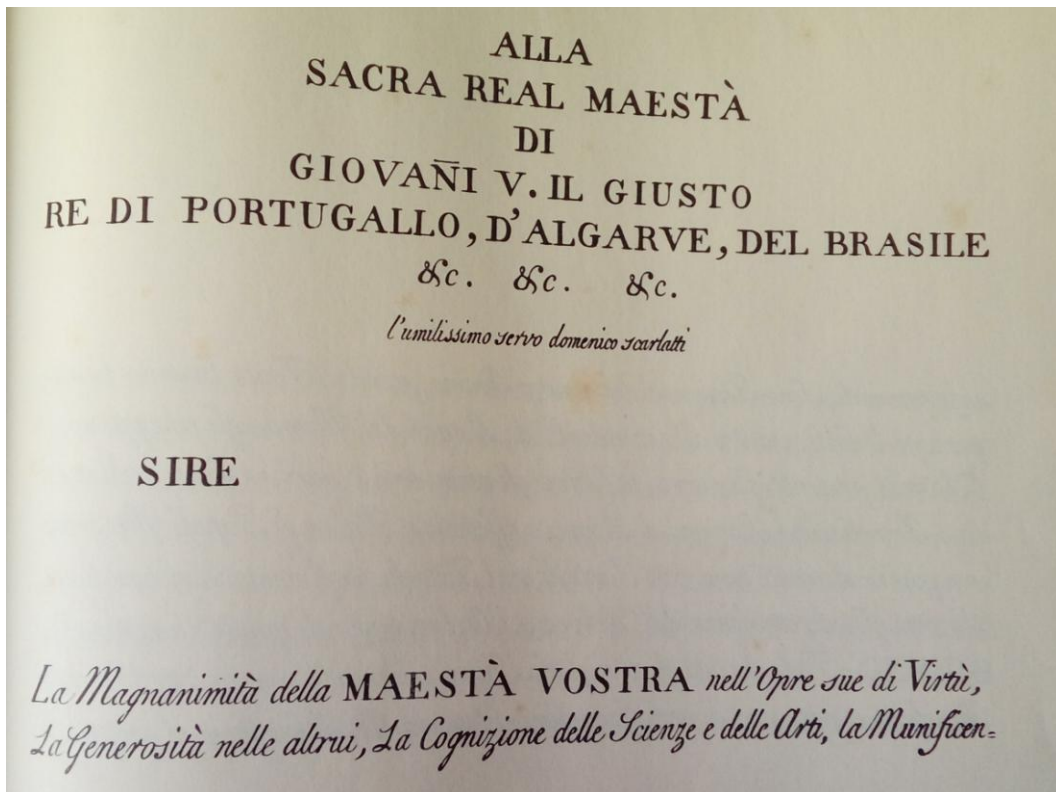 ALLA
SACRA REAL MAESTÀ
DI
GIOVAÑI V. IL GIUSTO
RE DI PORTUGALLO, D'ALGARVE, DEL BRASILE
&c. &c. &c.
l'umilissimo servo domenico scarlatti
SIRE
La Magnanimità della MAESTÀ VOSTRA nell'Opre sue di Virtù,
La Generosità nelle altrui, La Cognizione delle Scienze e delle Arti, la Munificen=